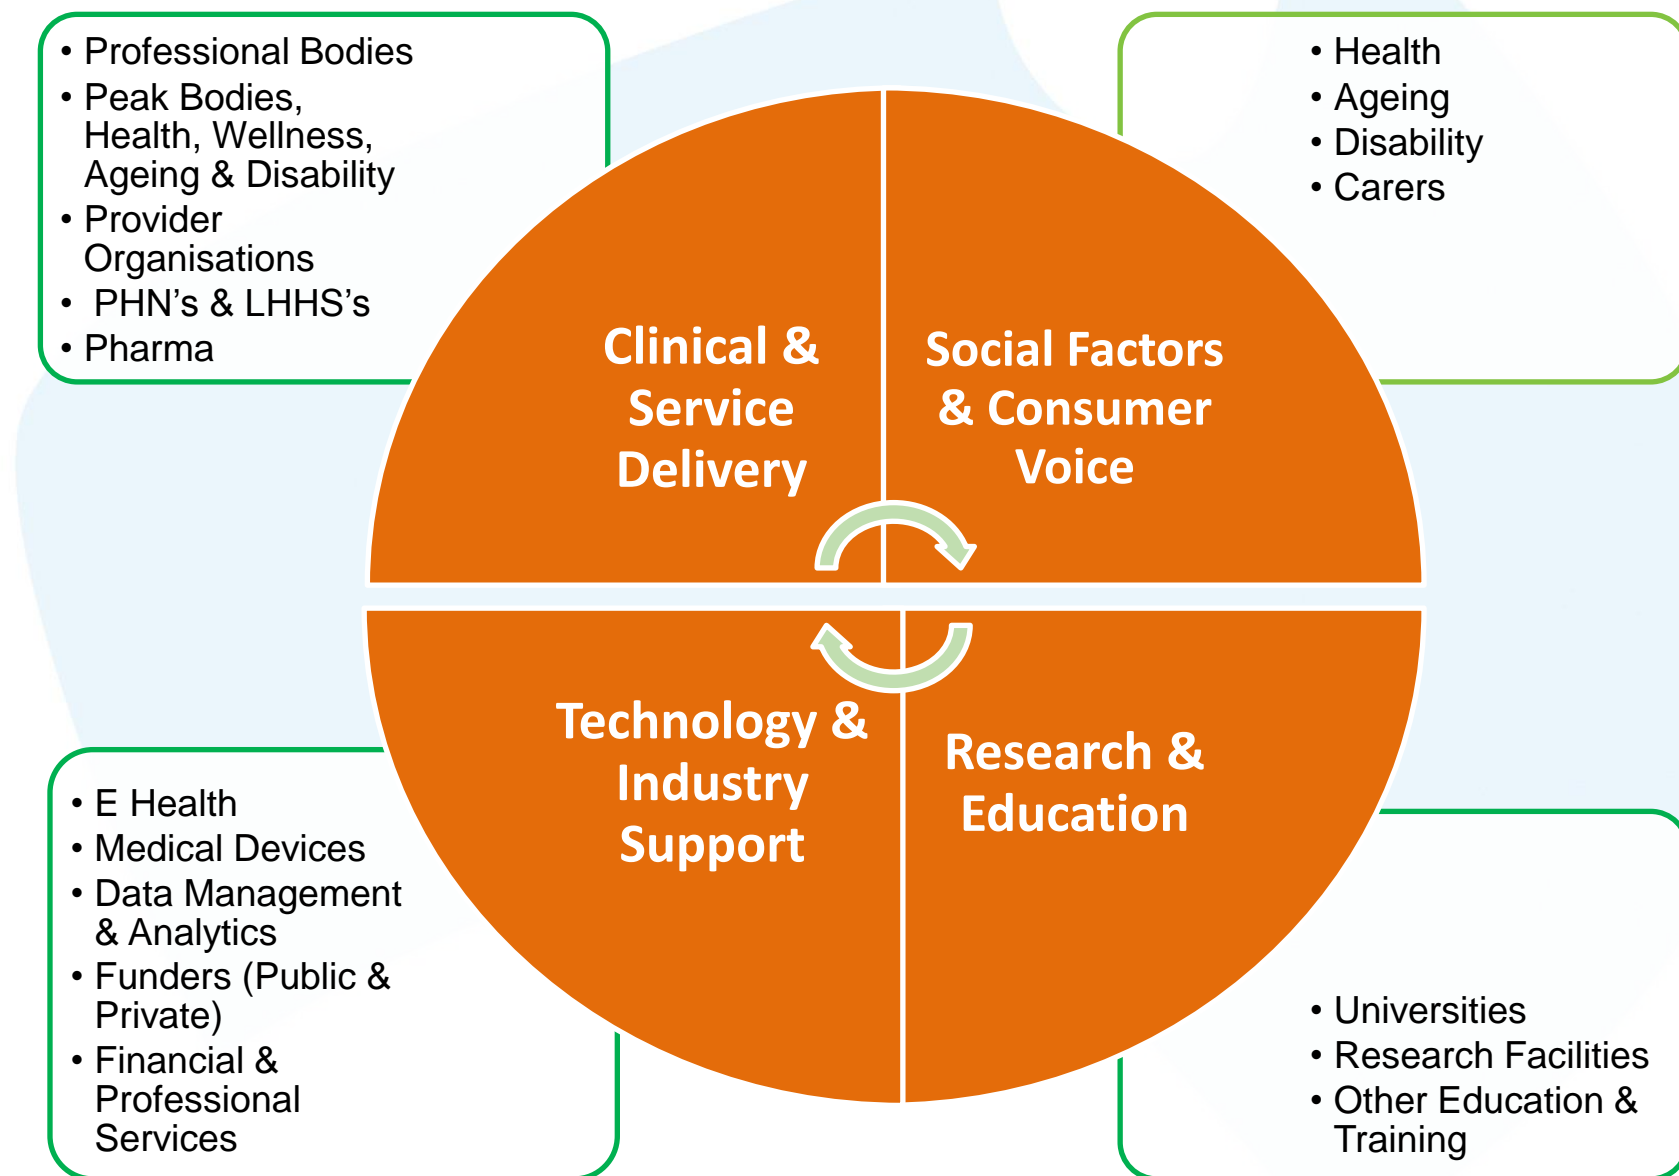 • Professional Bodies
• Peak Bodies,
Health, Wellness,
Ageing & Disability
• Provider
Organisations
• PHN’s & LHHS’s
• Pharma
• Health
• Ageing
• Disability
• Carers
Clinical &
Service
Delivery
Social Factors
& Consumer
Voice
Technology &
Industry
Support
Research &
Education
• E Health
• Medical Devices
• Data Management
& Analytics
• Funders (Public &
Private)
• Financial &
Professional
Services
• Universities
• Research Facilities
• Other Education &
Training